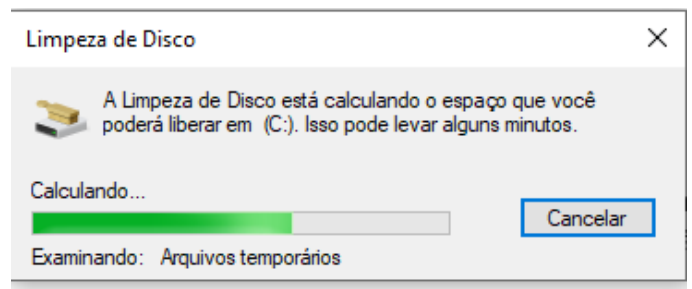 Limpeza de Disco
A Limpeza de Disco está calculando o espaço que você
poderá liberar em  (C:). Isso pode levar alguns minutos.
Calculando...
Cancelar
Examinando:   Arquivos temporários